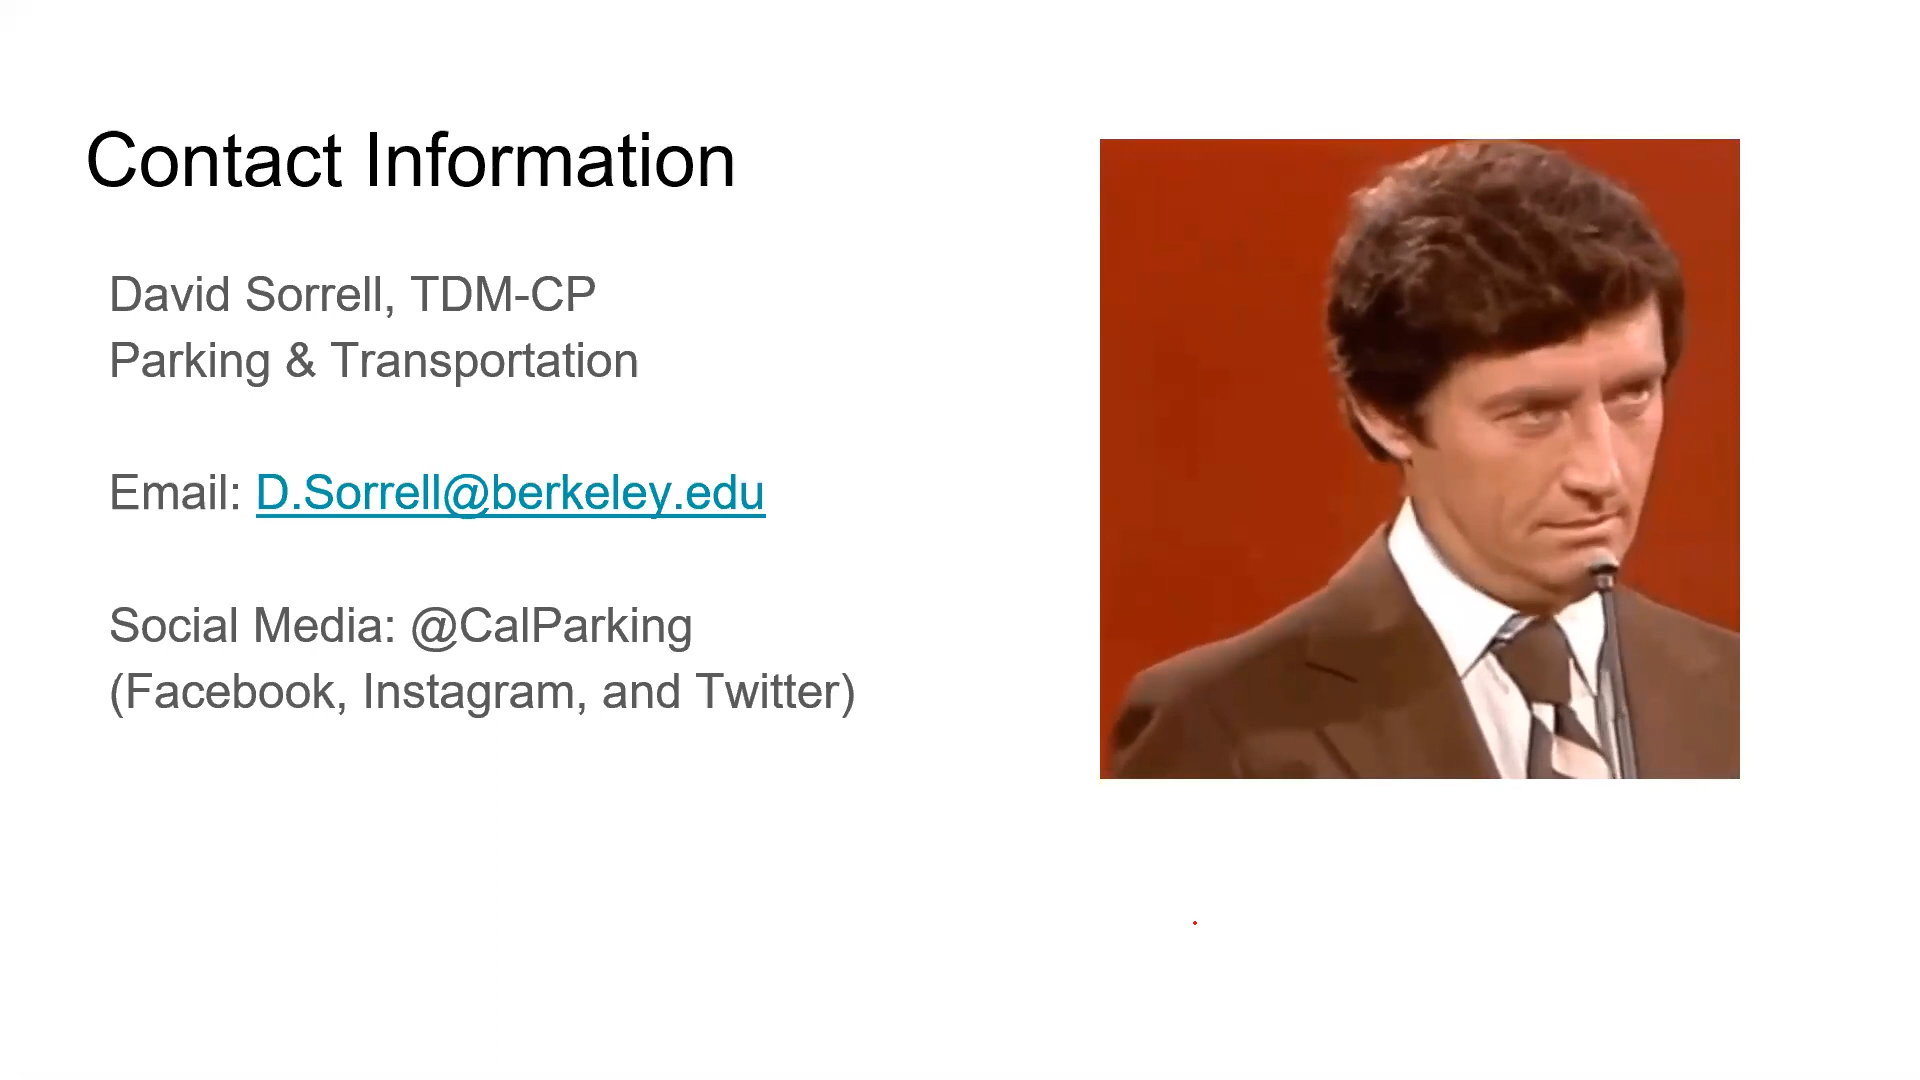 Contact Information
David Sorrell, TDM-CP
Parking & Transportation
Email: D.Sorrell@berkeley.edu
Social Media: @CalParking
(Facebook, Instagram, and Twitter)